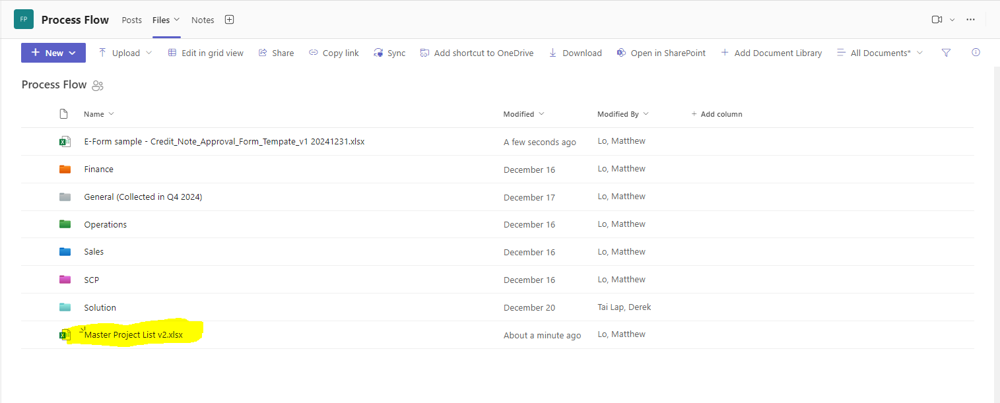 FP Process Flow Posts Files Notes
New Upload Edit in grid view Share Copy link Sync Add shortcut to OneDrive Download Open in SharePoint Add Document Library All Documents*
Process Flow
Name Modified Modified By Add column
E-Form sample - Credit_Note_Approval_Form_Tempate_v1 20241231.xlsx A few seconds ago Lo, Matthew
Finance December 16 Lo, Matthew
General (Collected in Q4 2024) December 17 Lo, Matthew
Operations December 16 Lo, Matthew
Sales December 16 Lo, Matthew
SCP December 16 Lo, Matthew
Solution December 20 Tai Lap, Derek
Master Project List v2.xlsx About a minute ago Lo, Matthew